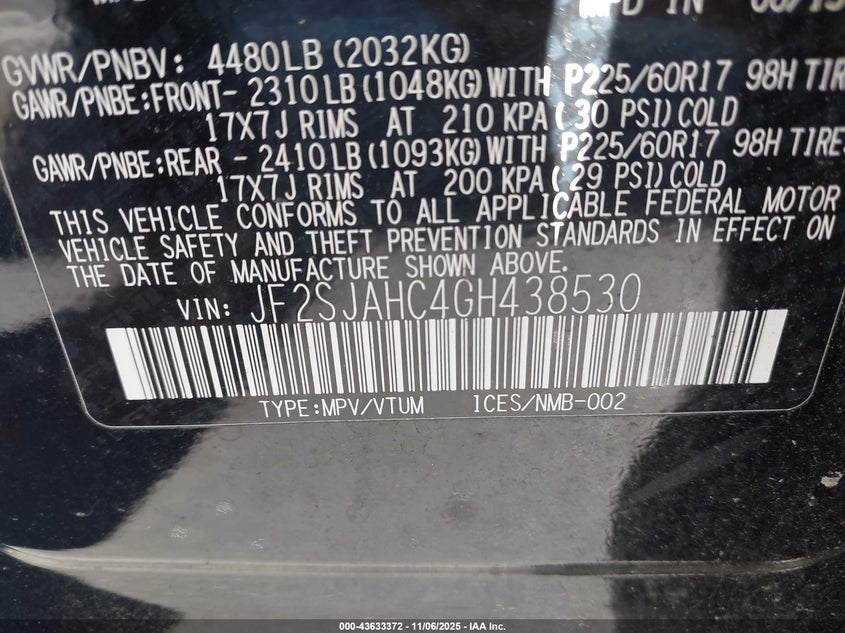 MFD IN
GVWR/PNBV: 4480LB (2032KG)
GAWR/PNBE:FRONT- 2310LB (1048KG) WITH P225/60R17 98H TIRE
17X7J RIMS AT 210 KPA ( 30 PSI) COLD
GAWR/PNBE:REAR - 2410LB (1093KG) WITH P225/60R17 98H TIRES
17X7J RIMS AT 200 KPA ( 29 PSI) COLD
THIS VEHICLE CONFORMS TO ALL APPLICABLE FEDERAL MOTOR
VEHICLE SAFETY AND THEFT PREVENTION STANDARDS IN EFFECT ON
THE DATE OF MANUFACTURE SHOWN ABOVE.
VIN: JF2SJAHC4GH438530
TYPE:MPV/VTUM ICES/NMB-002
000-43633372 - 11/06/2025 - IAA Inc.